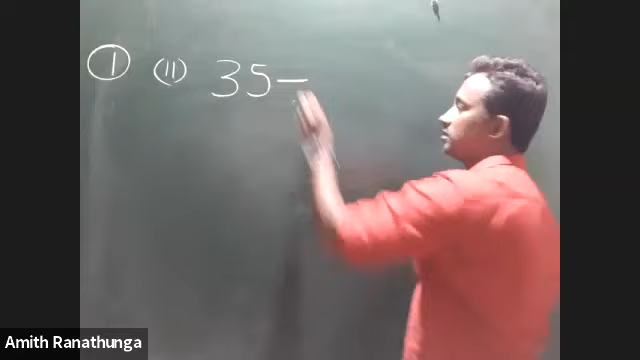 ① (ii) 35 –
Amith Ranathunga